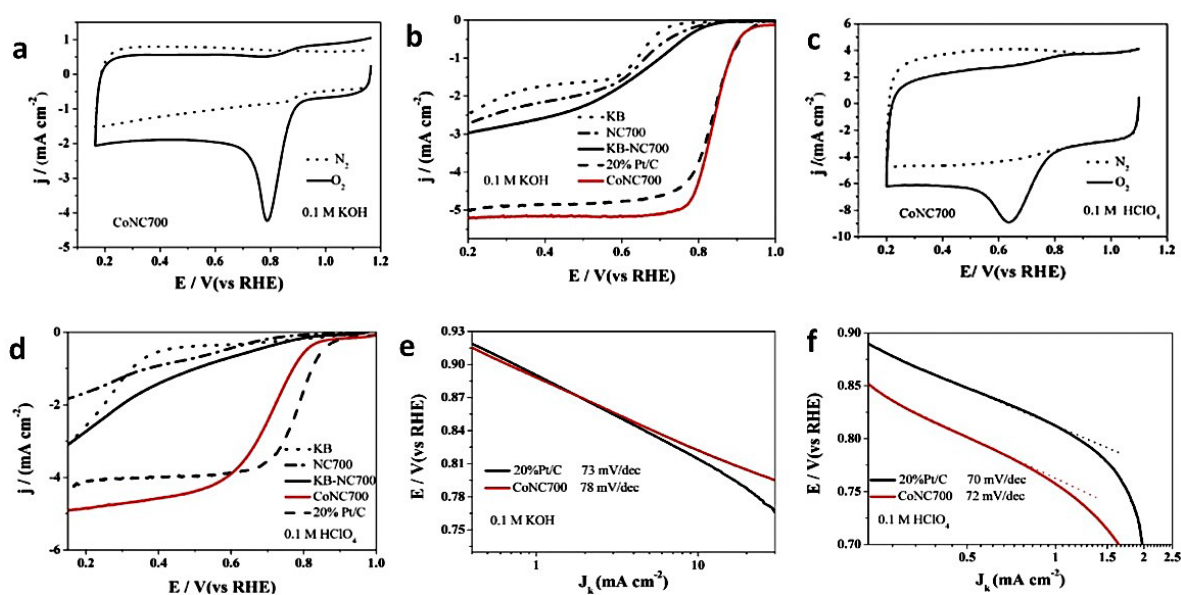 a
1
0
-1
-2
-3
-4
-5
j / (mA cm⁻²)
N₂
O₂
CoNC700
0.1 M KOH
0.2 0.4 0.6 0.8 1.0 1.2
E / V(vs RHE)
b
0
-1
-2
-3
-4
-5
-6
j / (mA cm⁻²)
KB
NC700
KB-NC700
20% Pt/C
CoNC700
0.1 M KOH
0.2 0.4 0.6 0.8 1.0
E / V(vs RHE)
c
8
6
4
2
0
-2
-4
-6
-8
-10
j /(mA cm⁻²)
N₂
O₂
CoNC700
0.1 M HClO₄
0.2 0.4 0.6 0.8 1.0 1.2
E/ V(vs RHE)
d
0
-2
-4
-6
j / (mA cm⁻²)
KB
NC700
KB-NC700
CoNC700
20% Pt/C
0.1 M HClO₄
0.2 0.4 0.6 0.8 1.0
E / V(vs RHE)
e
0.93
0.90
0.87
0.84
0.81
0.78
0.75
E / V(vs RHE)
20%Pt/C 73 mV/dec
CoNC700 78 mV/dec
0.1 M KOH
1 10
Jₖ(mA cm⁻²)
f
0.90
0.85
0.80
0.75
0.70
E / V(vs RHE)
20%Pt/C 70 mV/dec
CoNC700 72 mV/dec
0.1 M HClO₄
0.5 1 1.5 2 2.5
Jₖ(mA cm⁻²)